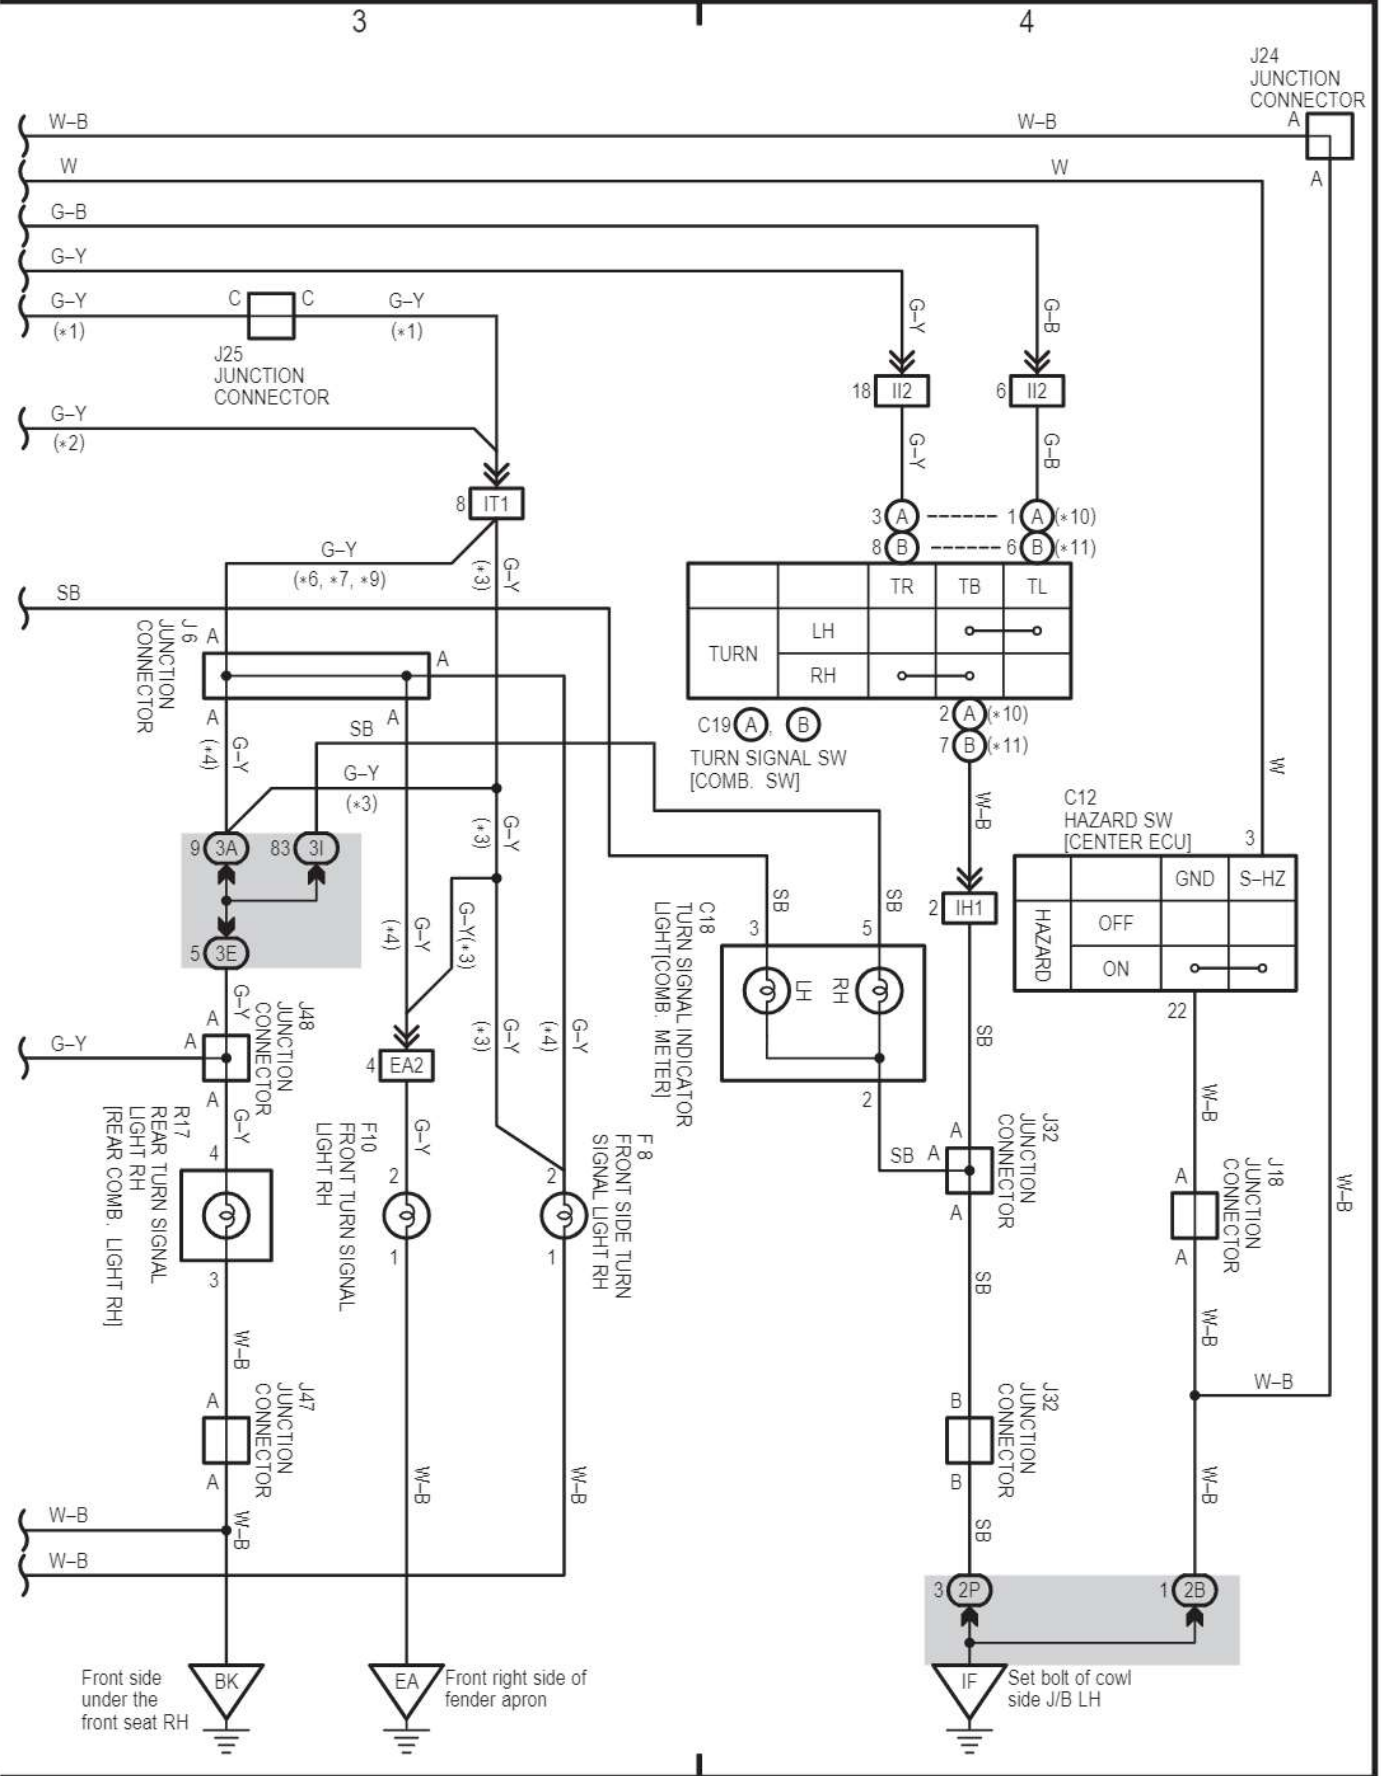 3
4
J24
JUNCTION
CONNECTOR
A
W–B
W–B
W
W
A
G–B
G–Y
G–Y
(*1)
C
C
G–Y
(*1)
J25
JUNCTION
CONNECTOR
G–Y
G–B
18
II2
6
II2
G–Y
(*2)
G–Y
G–B
8
IT1
3
A
1
A
(*10)
8
B
6
B
(*11)
G–Y
(*6, *7, *9)
(*3)
G–Y
SB
TR
TB
TL
TURN
LH
RH
J 6
JUNCTION
CONNECTOR
A
A
A
A
C19
A
,
B
TURN SIGNAL SW
[COMB. SW]
2
A
(*10)
7
B
(*11)
(*4)
G–Y
SB
G–Y
(*3)
W
W–B
C12
HAZARD SW
[CENTER ECU]
3
9
3A
83
3I
(*3)
G–Y
GND
S–HZ
HAZARD
OFF
ON
SB
SB
2
IH1
3
5
C18
TURN SIGNAL INDICATOR
LIGHT[COMB. METER]
LH
RH
(*4)
G–Y
G–Y(*3)
5
3E
22
G–Y
J48
JUNCTION
CONNECTOR
A
A
G–Y
A
4
EA2
(*3)
G–Y
(*4)
G–Y
SB
2
W–B
G–Y
R17
REAR TURN SIGNAL
LIGHT RH
[REAR COMB. LIGHT RH]
4
3
F10
FRONT TURN SIGNAL
LIGHT RH
G–Y
2
1
F 8
FRONT SIDE TURN
SIGNAL LIGHT RH
2
1
SB
A
A
A
J32
JUNCTION
CONNECTOR
A
A
J18
JUNCTION
CONNECTOR
W–B
SB
W–B
W–B
W–B
J47
JUNCTION
CONNECTOR
A
A
B
B
J32
JUNCTION
CONNECTOR
W–B
W–B
W–B
SB
W–B
W–B
W–B
3
2P
1
2B
Front side
under the
front seat RH
BK
EA
Front right side of
fender apron
IF
Set bolt of cowl
side J/B LH